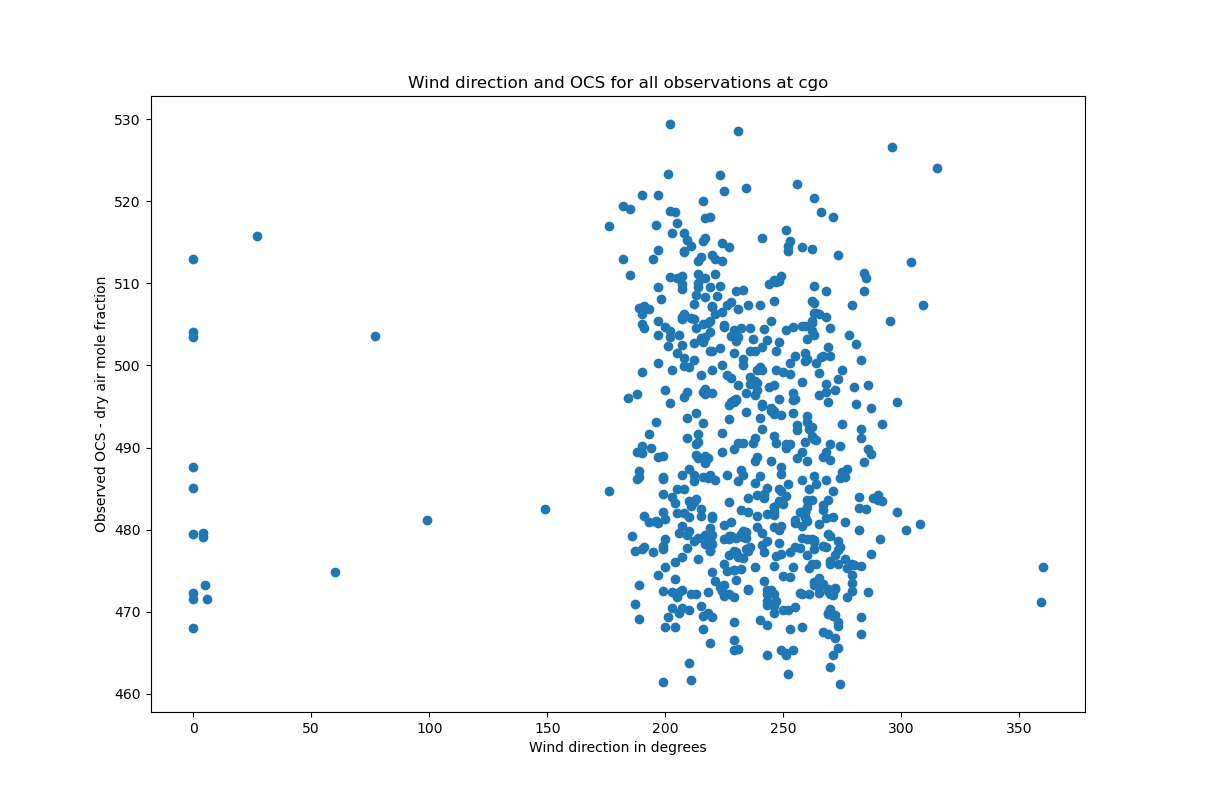 Wind direction and OCS for all observations at cgo
530
520
510
500
490
480
470
460
Observed OCS - dry air mole fraction
0 50 100 150 200 250 300 350
Wind direction in degrees